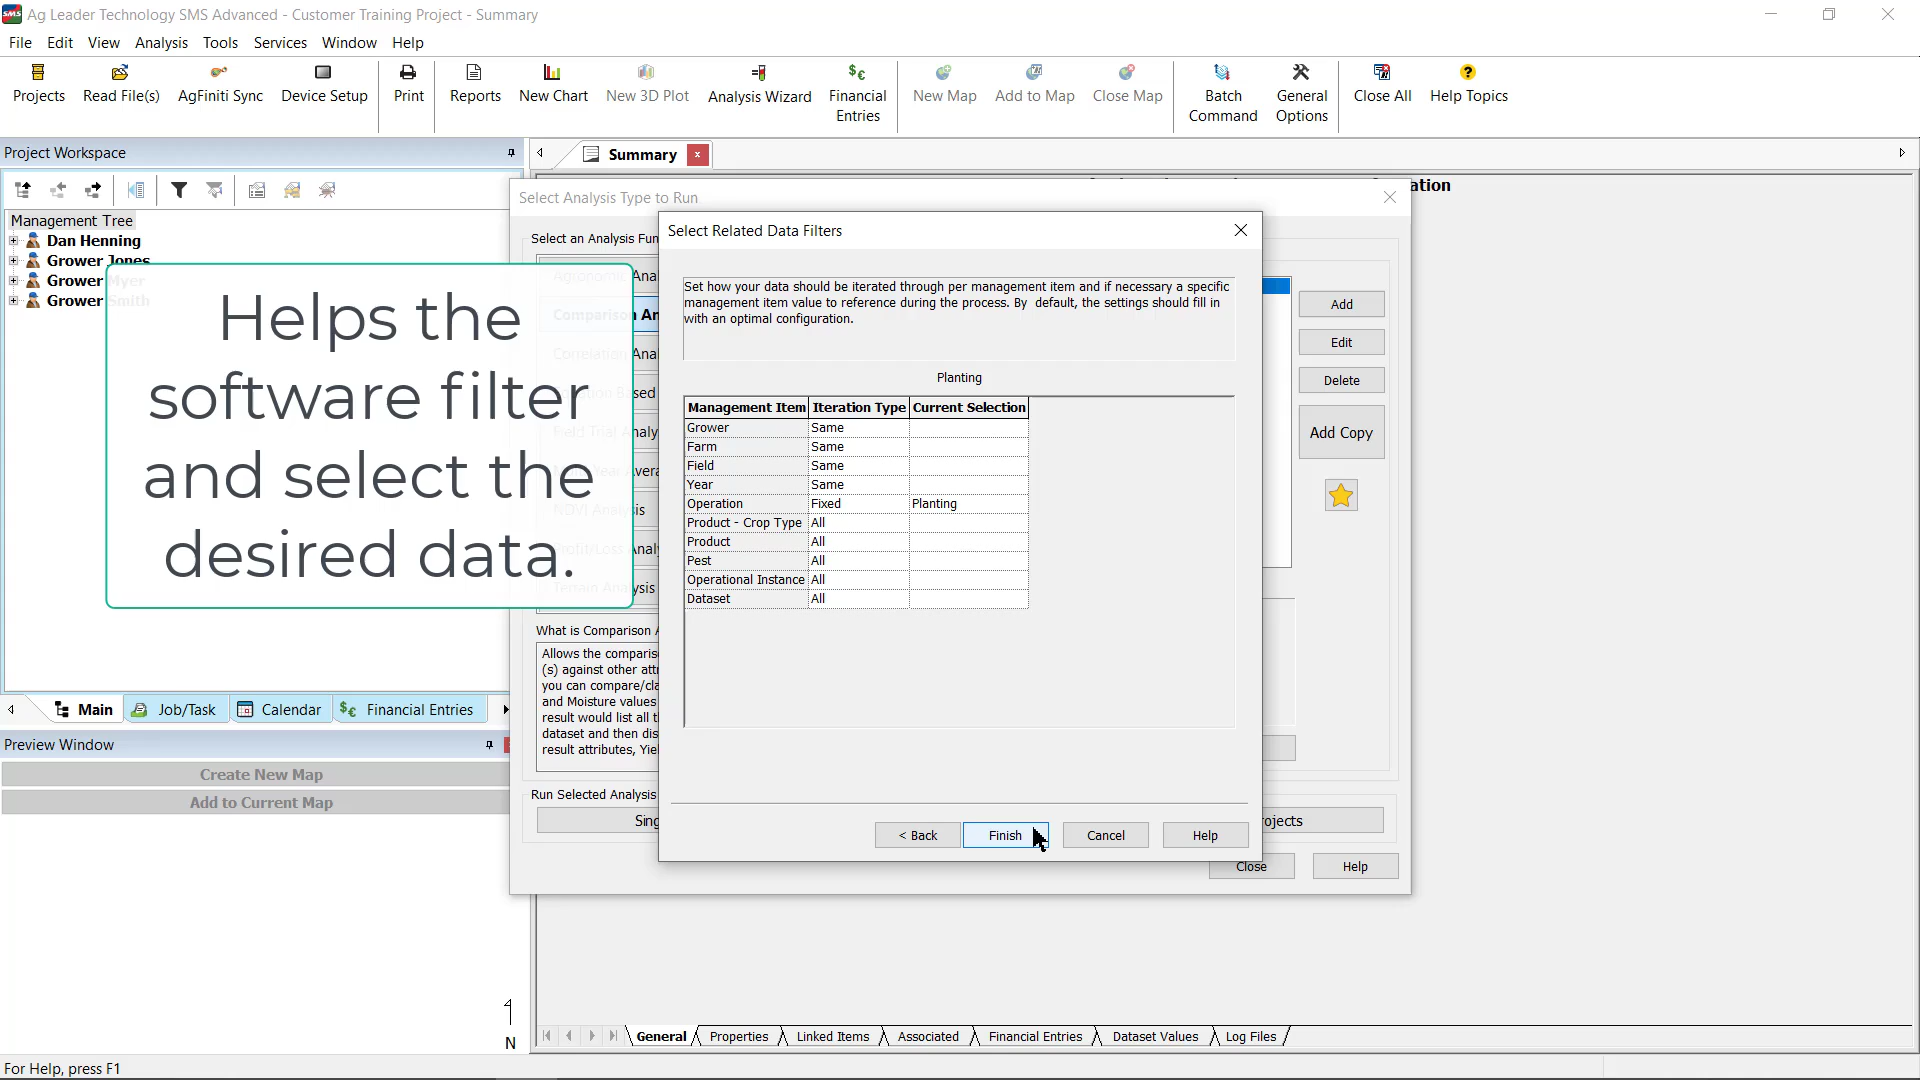 Ag Leader Technology SMS Advanced - Customer Training Project - Summary
File Edit View Analysis Tools Services Window Help
Projects Read File(s) AgFiniti Sync Device Setup Print Reports New Chart New 3D Plot Analysis Wizard Financial Entries New Map Add to Map Close Map Batch Command General Options Close All Help Topics
Project Workspace
Summary
Management Tree
Dan Henning
Grower Jones
Grower Myer
Grower Smith
Helps the
software filter
and select the
desired data.
Main Job/Task Calendar Financial Entries
Preview Window
Create New Map
Add to Current Map
N
ation
Select Analysis Type to Run
Select an Analysis Fun
Agronomic Anal
Comparison An
Correlation Anal
Equation Based
Field Trial Analy
Year Avera
NDVI Analysis
Profit/Loss Analy
Terrain Analysis
What is Comparison A
Allows the compariso
(s) against other attr
you can compare/cla
and Moisture values
result would list all th
dataset and then dis
result attributes, Yiel
Run Selected Analysis
Sing
rojects
Add
Edit
Delete
Add Copy
Close Help
Select Related Data Filters
Set how your data should be iterated through per management item and if necessary a specific
management item value to reference during the process. By default, the settings should fill in
with an optimal configuration.
Planting
Management Item Iteration Type Current Selection
Grower Same
Farm Same
Field Same
Year Same
Operation Fixed Planting
Product - Crop Type All
Product All
Pest All
Operational Instance All
Dataset All
< Back Finish Cancel Help
General Properties Linked Items Associated Financial Entries Dataset Values Log Files
For Help, press F1